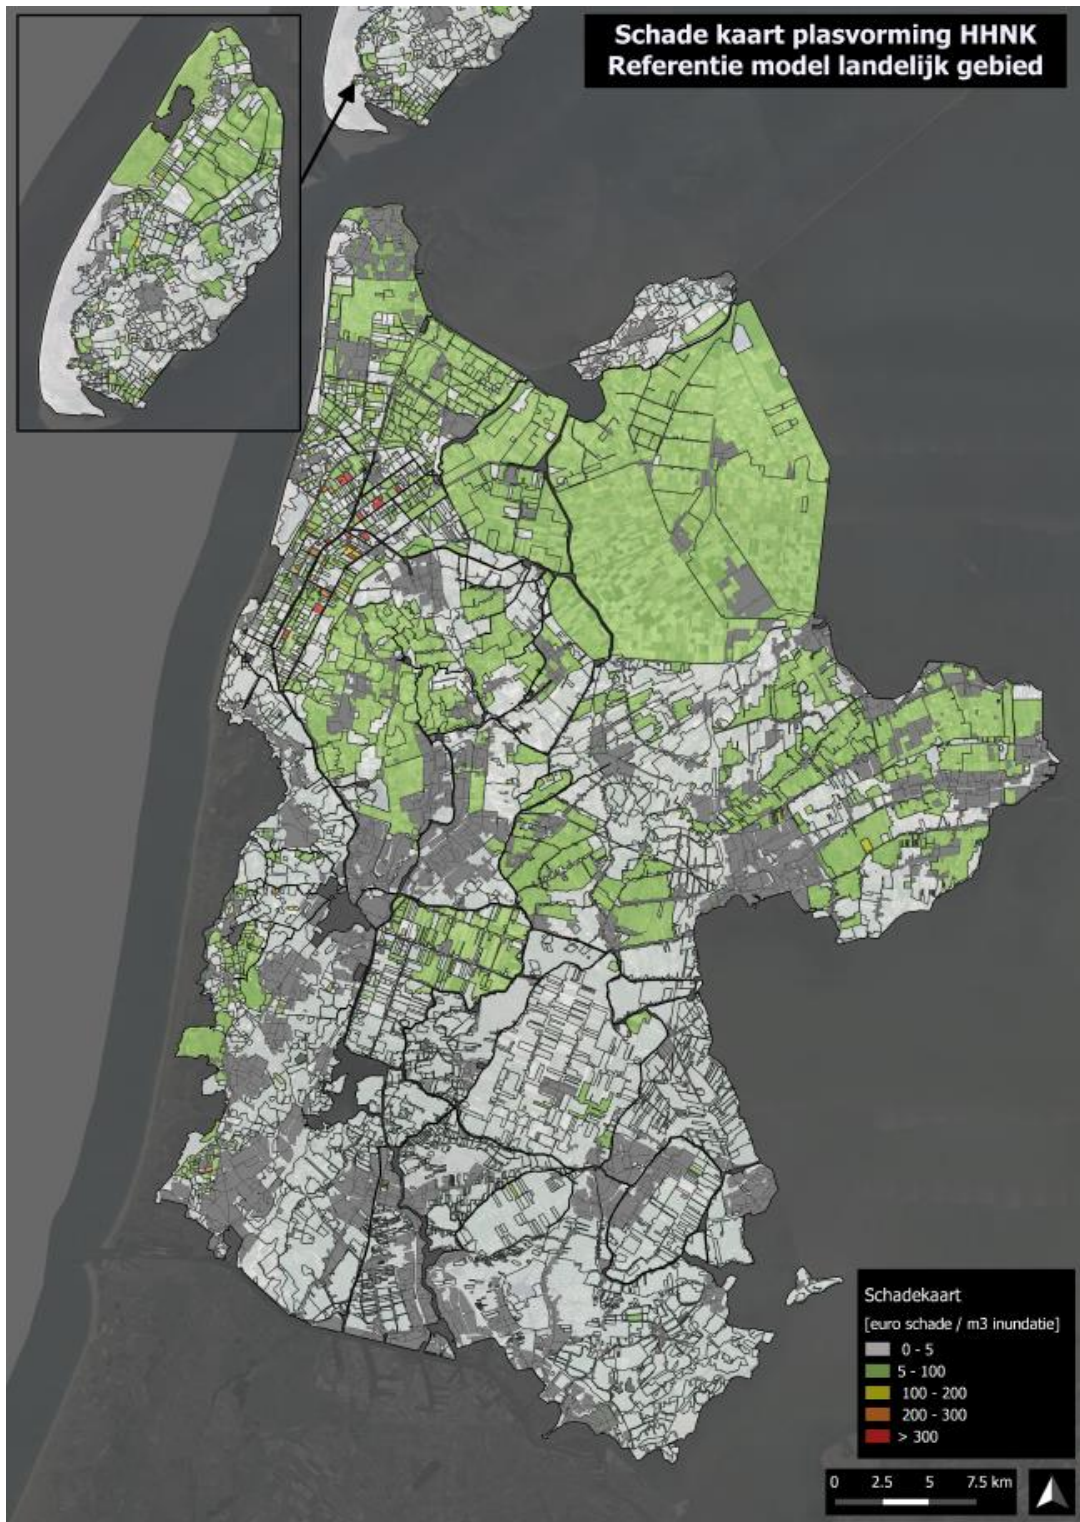 Schade kaart plasvorming HHNK
Referentie model landelijk gebied
Schadekaart
[euro schade / m3 inundatie]
0 - 5
5 - 100
100 - 200
200 - 300
> 300
0 2.5 5 7.5 km